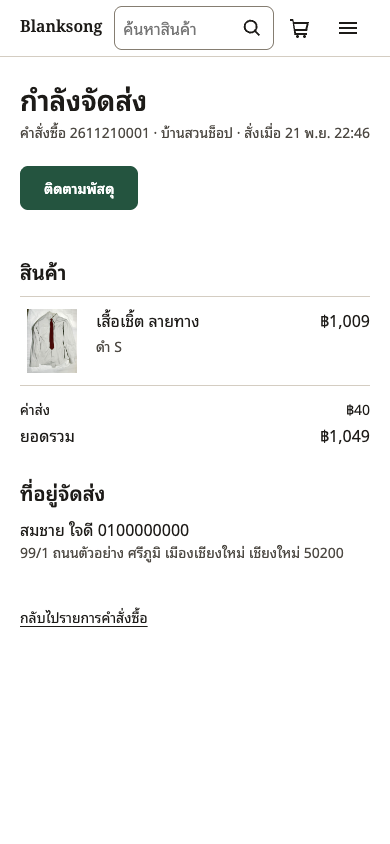 Blanksong
ค้นหาสินค้า
กำลังจัดส่ง
คำสั่งซื้อ 2611210001 · บ้านสวนช็อป · สั่งเมื่อ 21 พ.ย. 22:46
ติดตามพัสดุ
สินค้า
เสื้อเชิ้ต ลายทาง ฿1,009
ดำ S
ค่าส่ง ฿40
ยอดรวม ฿1,049
ที่อยู่จัดส่ง
สมชาย ใจดี 0100000000
99/1 ถนนตัวอย่าง ศรีภูมิ เมืองเชียงใหม่ เชียงใหม่ 50200
กลับไปรายการคำสั่งซื้อ